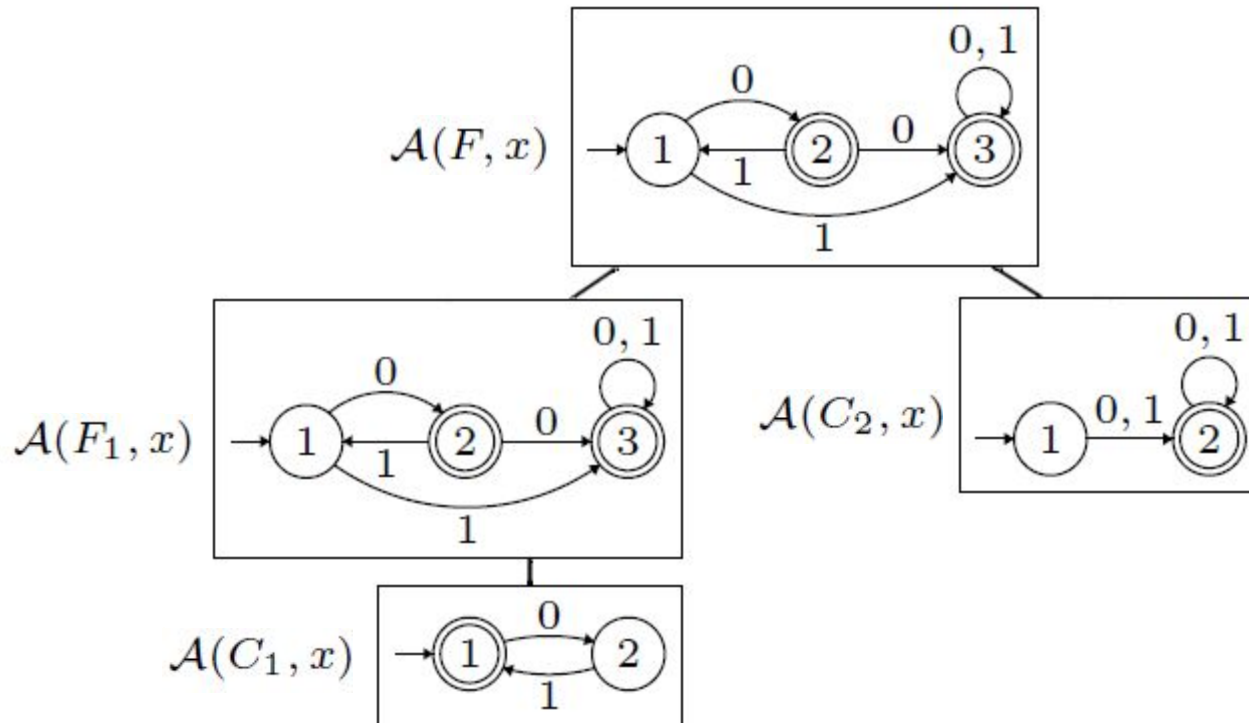 0, 1
0
𝒜(F, x) 1 2 0 3
1
1
0, 1
0
𝒜(F₁, x) 1 2 0 3
1
1
0, 1
𝒜(C₂, x) 1 0, 1 2
0
𝒜(C₁, x) 1 2
1